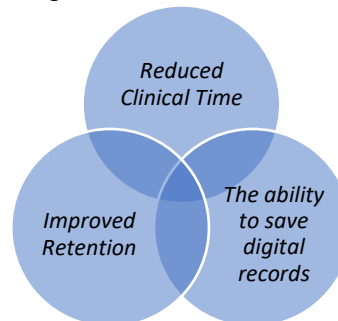 Reduced
Clinical Time
Improved
Retention
The ability
to save
digital
records